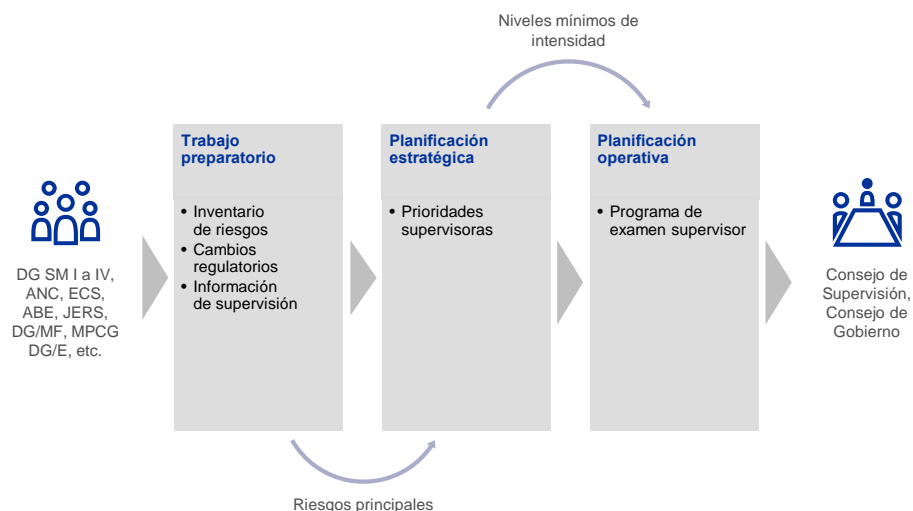 Niveles mínimos de
intensidad
Trabajo
preparatorio
Planificación
estratégica
Planificación
operativa
• Inventario
de riesgos
• Cambios
regulatorios
• Información
de supervisión
• Prioridades
supervisoras
• Programa de
examen supervisor
DG SM I a IV,
ANC, ECS,
ABE, JERS,
DG/MF, MPCG
DG/E, etc.
Consejo de
Supervisión,
Consejo de
Gobierno
Riesgos principales